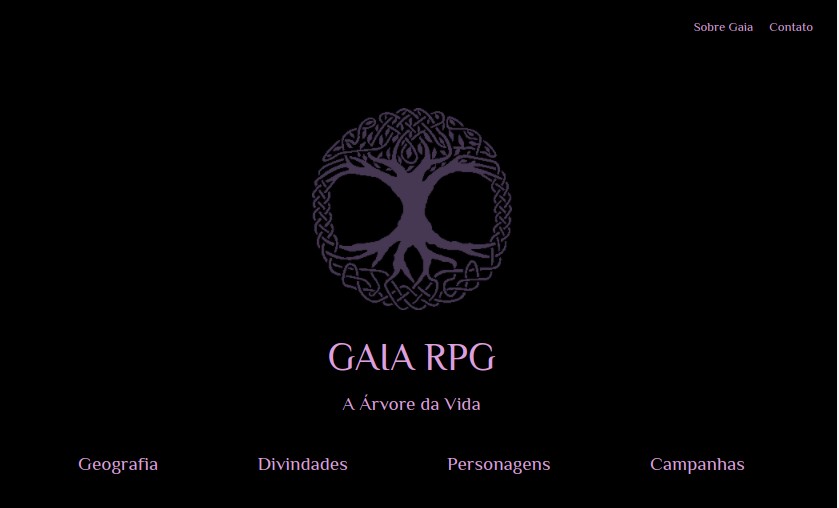 Sobre Gaia Contato
GAIA RPG
A Árvore da Vida
Geografia Divindades Personagens Campanhas